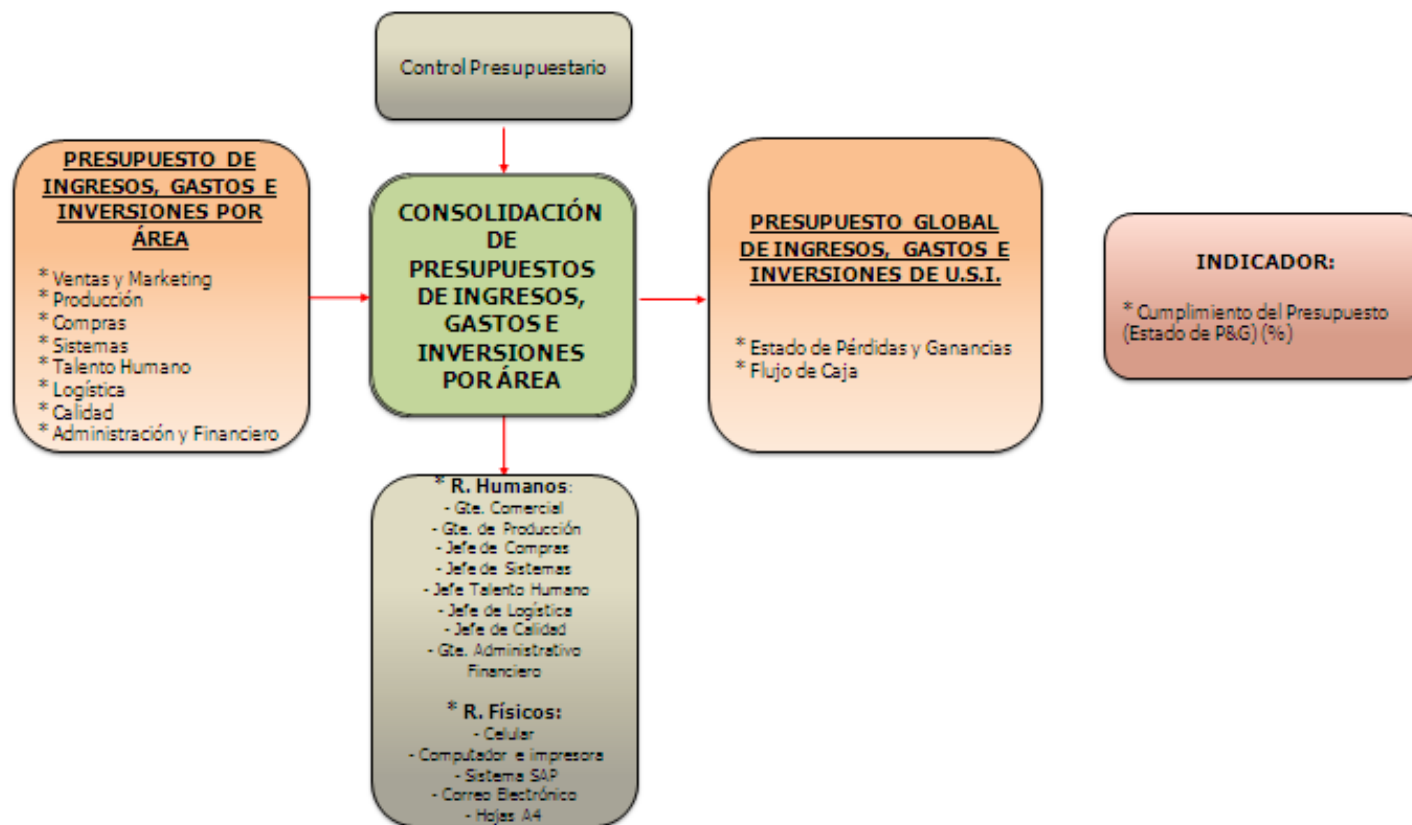 Control Presupuestario
PRESUPUESTO DE
INGRESOS, GASTOS E
INVERSIONES POR
ÁREA
* Ventas y Marketing
* Producción
* Compras
* Sistemas
* Talento Humano
* Logística
* Calidad
* Administración y Financiero
CONSOLIDACIÓN
DE
PRESUPUESTOS
DE INGRESOS,
GASTOS E
INVERSIONES
POR ÁREA
PRESUPUESTO GLOBAL
DE INGRESOS, GASTOS E
INVERSIONES DE U.S.I.
* Estado de Pérdidas y Ganancias
* Flujo de Caja
INDICADOR:
* Cumplimiento del Presupuesto
(Estado de P&G) (%)
* R. Humanos:
- Gte. Comercial
- Gte. de Producción
- Jefe de Compras
- Jefe de Sistemas
- Jefe Talento Humano
- Jefe de Logística
- Jefe de Calidad
- Gte. Administrativo
Financiero
* R. Físicos:
- Celular
- Computador e impresora
- Sistema SAP
- Correo Electrónico
- Hojas A4